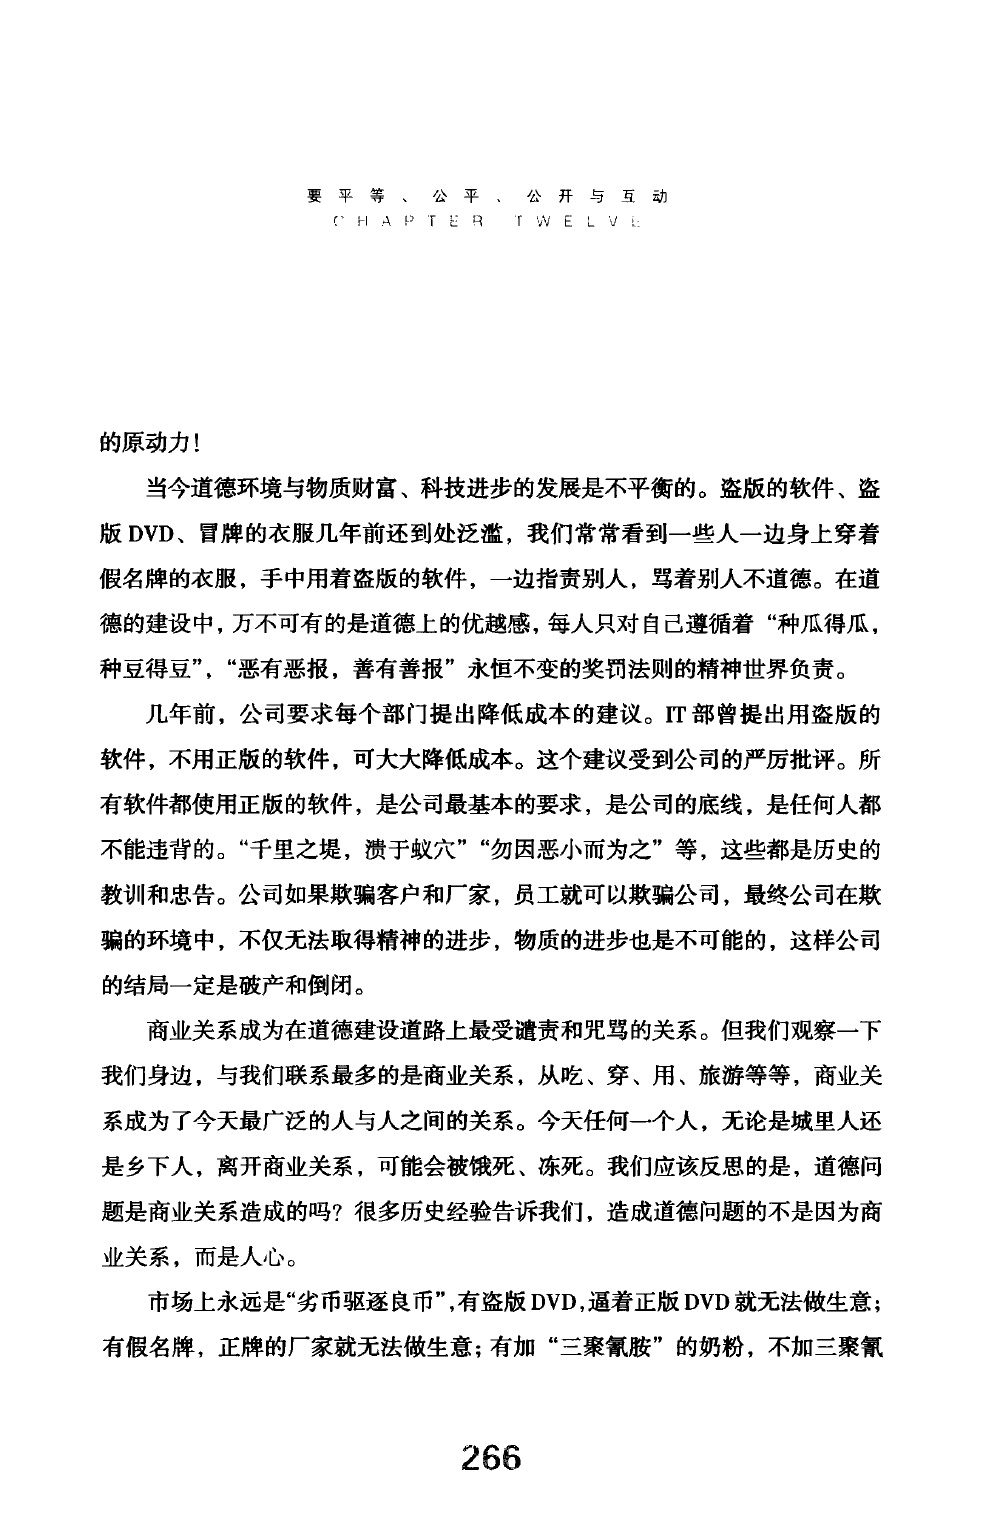 要平等、公平、公开与互动
CHAPTER TWELVE
的原动力！
当今道德环境与物质财富、科技进步的发展是不平衡的。盗版的软件、盗
版 DVD、冒牌的衣服几年前还到处泛滥，我们常常看到一些人一边身上穿着
假名牌的衣服，手中用着盗版的软件，一边指责别人，骂着别人不道德。在道
德的建设中，万不可有的是道德上的优越感，每人只对自己遵循着“种瓜得瓜，
种豆得豆”，“恶有恶报，善有善报”永恒不变的奖罚法则的精神世界负责。
几年前，公司要求每个部门提出降低成本的建议。IT 部曾提出用盗版的
软件，不用正版的软件，可大大降低成本。这个建议受到公司的严厉批评。所
有软件都使用正版的软件，是公司最基本的要求，是公司的底线，是任何人都
不能违背的。“千里之堤，溃于蚁穴”“勿因恶小而为之”等，这些都是历史的
教训和忠告。公司如果欺骗客户和厂家，员工就可以欺骗公司，最终公司在欺
骗的环境中，不仅无法取得精神的进步，物质的进步也是不可能的，这样公司
的结局一定是破产和倒闭。
商业关系成为在道德建设道路上最受谴责和咒骂的关系。但我们观察一下
我们身边，与我们联系最多的是商业关系，从吃、穿、用、旅游等等，商业关
系成为了今天最广泛的人与人之间的关系。今天任何一个人，无论是城里人还
是乡下人，离开商业关系，可能会被饿死、冻死。我们应该反思的是，道德问
题是商业关系造成的吗？很多历史经验告诉我们，造成道德问题的不是因为商
业关系，而是人心。
市场上永远是“劣币驱逐良币”，有盗版 DVD，逼着正版 DVD 就无法做生意；
有假名牌，正牌的厂家就无法做生意；有加“三聚氰胺”的奶粉，不加三聚氰
266